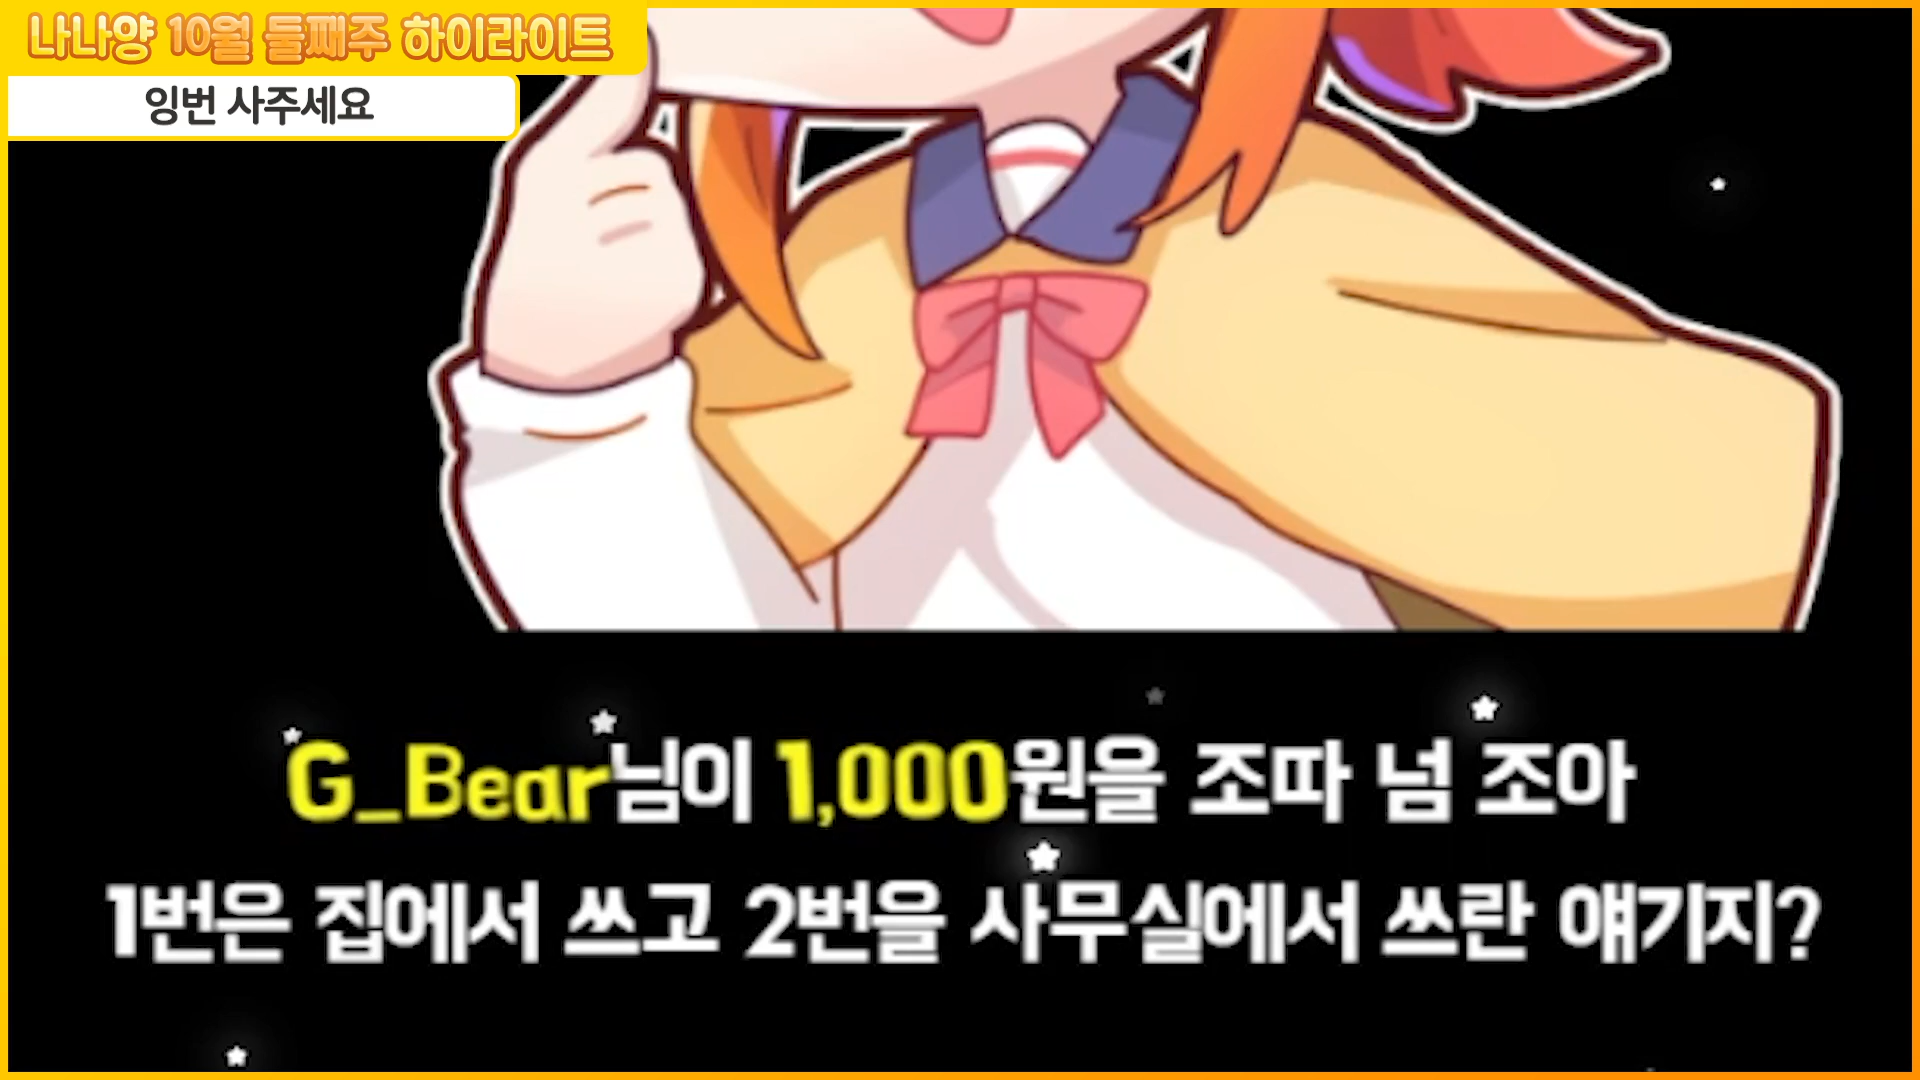 나나양 10월 둘째주 하이라이트
잉번 사주세요
G_Bear님이 1,000원을 조따 넘 조아
1번은 집에서 쓰고 2번을 사무실에서 쓰란 얘기지?